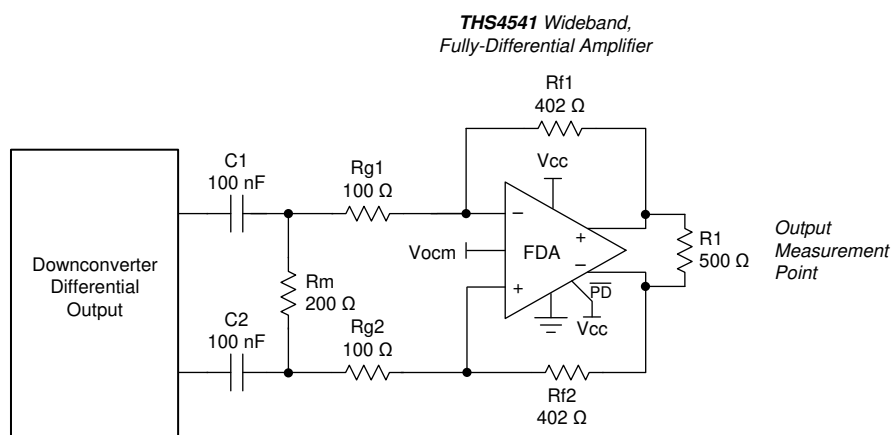 THS4541 Wideband,
Fully-Differential Amplifier
Rf1
402 Ω
Vcc
C1
100 nF
Rg1
100 Ω
−
+
Vocm
FDA
−
+
R1
500 Ω
Output
Measurement
Point
Downconverter
Differential
Output
Rm
200 Ω
PD
Vcc
C2
100 nF
Rg2
100 Ω
Rf2
402 Ω